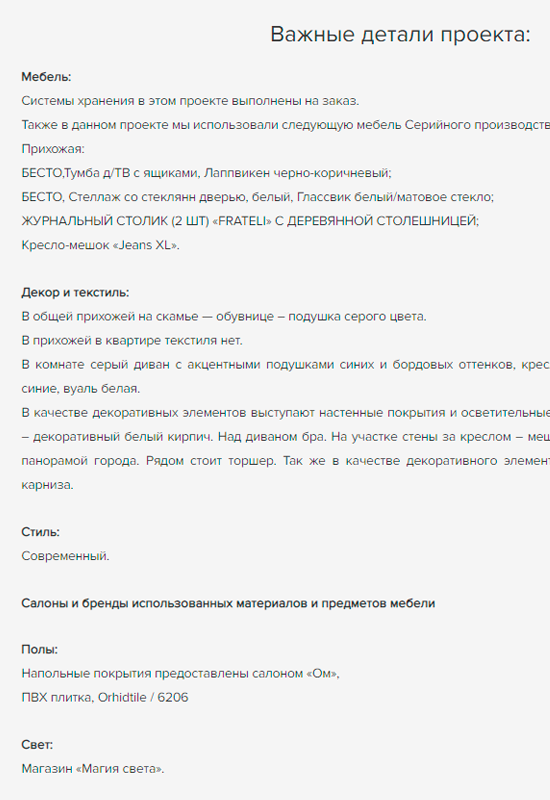 Важные детали проекта:
Мебель:
Системы хранения в этом проекте выполнены на заказ.
Также в данном проекте мы использовали следующую мебель Серийного производств
Прихожая:
БЕСТО,Тумба д/ТВ с ящиками, Лаппвикен черно-коричневый;
БЕСТО, Стеллаж со стеклянн дверью, белый, Глассвик белый/матовое стекло;
ЖУРНАЛЬНЫЙ СТОЛИК (2 ШТ) «FRATELI» С ДЕРЕВЯННОЙ СТОЛЕШНИЦЕЙ;
Кресло-мешок «Jeans XL».
Декор и текстиль:
В общей прихожей на скамье — обувнице – подушка серого цвета.
В прихожей в квартире текстиля нет.
В комнате серый диван с акцентными подушками синих и бордовых оттенков, крес
синие, вуаль белая.
В качестве декоративных элементов выступают настенные покрытия и осветительные
– декоративный белый кирпич. Над диваном бра. На участке стены за креслом – меш
панорамой города. Рядом стоит торшер. Так же в качестве декоративного элемент
карниза.
Стиль:
Современный.
Салоны и бренды использованных материалов и предметов мебели
Полы:
Напольные покрытия предоставлены салоном «Ом»,
ПВХ плитка, Orhidtile / 6206
Свет:
Магазин «Магия света».